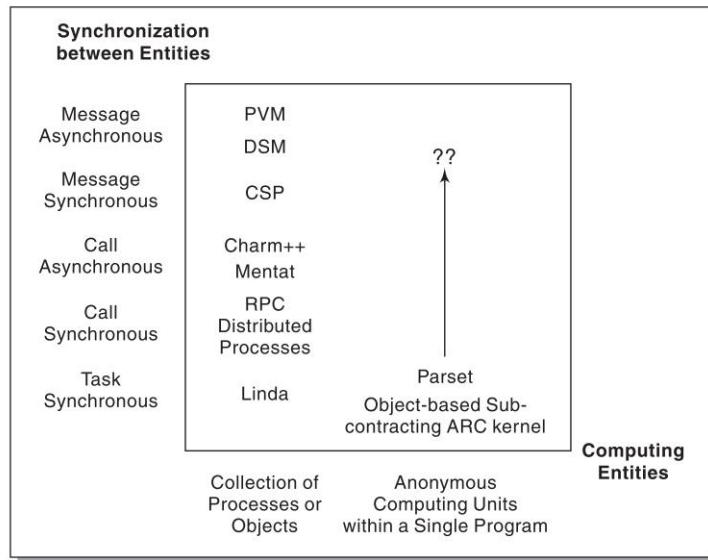 Synchronization
between Entities
Message
Asynchronous
PVM
DSM
??
Message
Synchronous
CSP
Call
Asynchronous
Charm++
Mentat
Call
Synchronous
RPC
Distributed
Processes
Task
Synchronous
Linda
Parset
Object-based Sub-
contracting ARC kernel
Computing
Entities
Collection of
Processes or
Objects
Anonymous
Computing Units
within a Single Program